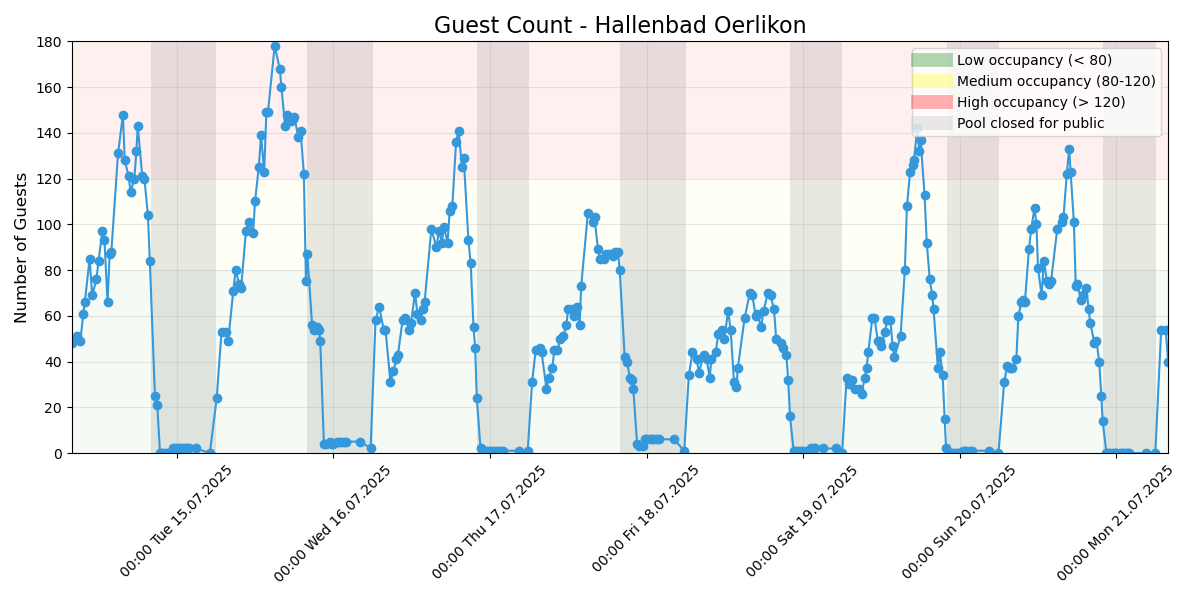 Guest Count - Hallenbad Oerlikon
Number of Guests
180
160
140
120
100
80
60
40
20
0
Low occupancy (< 80)
Medium occupancy (80-120)
High occupancy (> 120)
Pool closed for public
00:00 Tue 15.07.2025
00:00 Wed 16.07.2025
00:00 Thu 17.07.2025
00:00 Fri 18.07.2025
00:00 Sat 19.07.2025
00:00 Sun 20.07.2025
00:00 Mon 21.07.2025